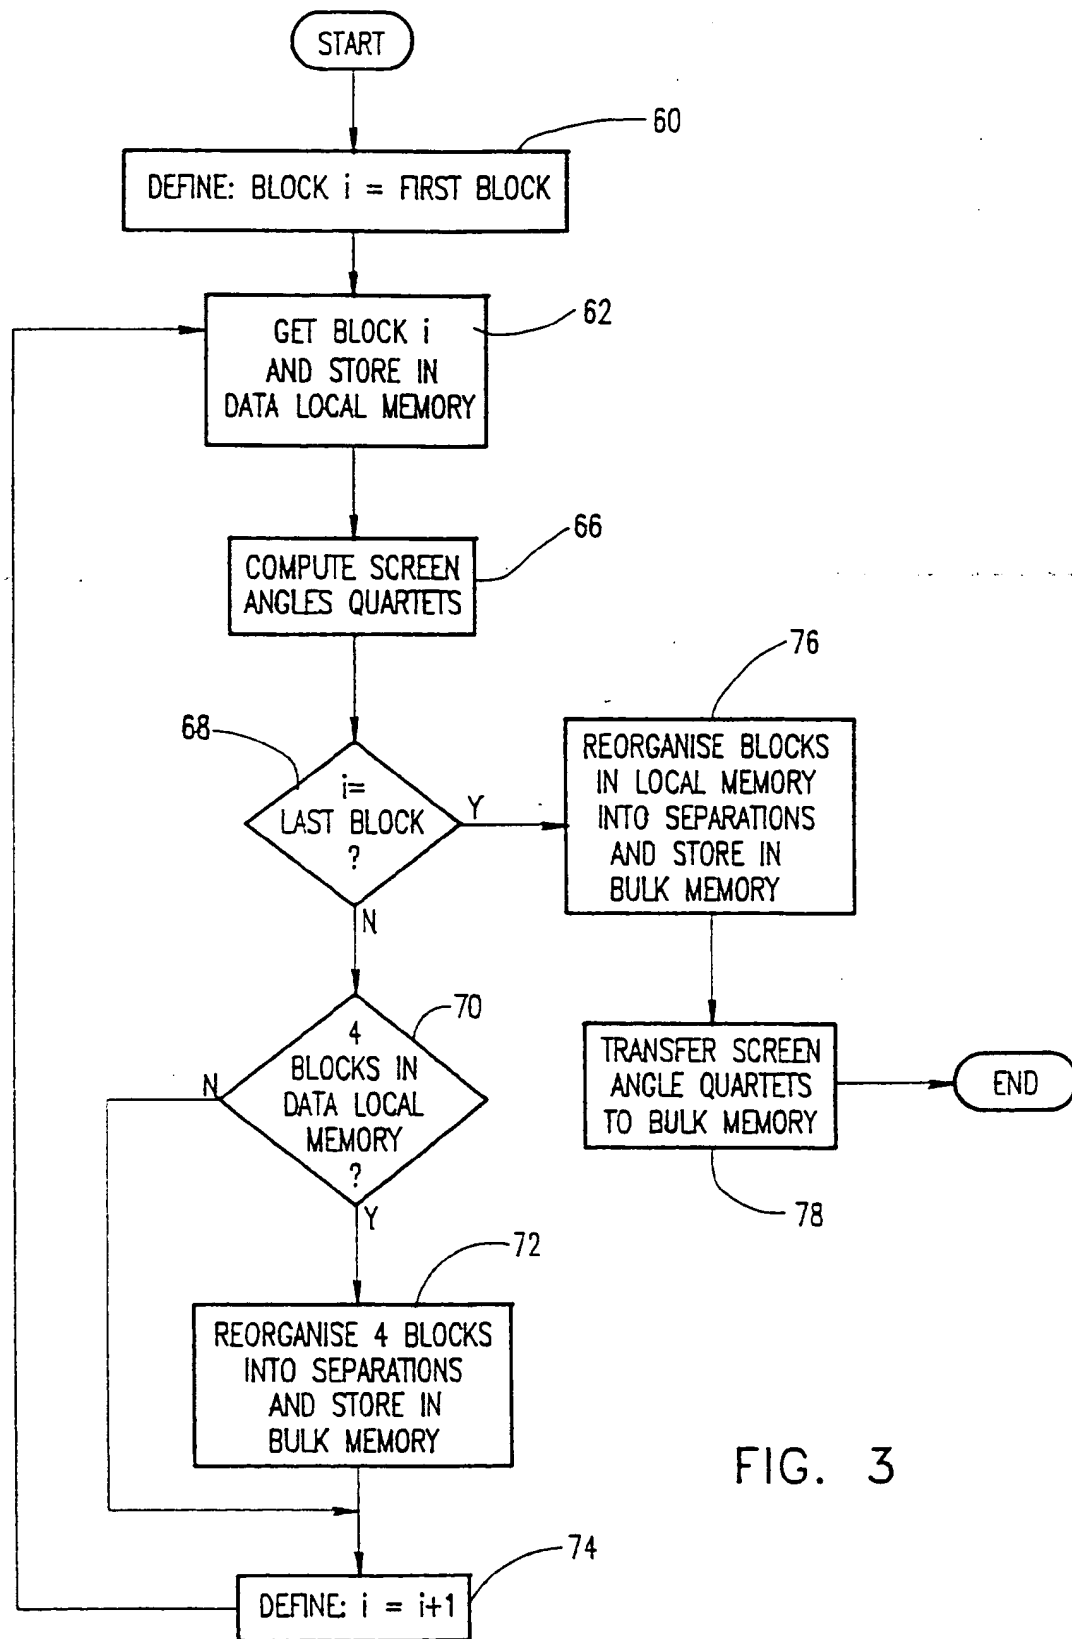 START
60
DEFINE: BLOCK i = FIRST BLOCK
62
GET BLOCK i
AND STORE IN
DATA LOCAL MEMORY
66
COMPUTE SCREEN
ANGLES QUARTETS
68
i=
LAST BLOCK
?
Y
N
76
REORGANISE BLOCKS
IN LOCAL MEMORY
INTO SEPARATIONS
AND STORE IN
BULK MEMORY
70
4
BLOCKS IN
DATA LOCAL
MEMORY
?
N
Y
TRANSFER SCREEN
ANGLE QUARTETS
TO BULK MEMORY
78
END
72
REORGANISE 4 BLOCKS
INTO SEPARATIONS
AND STORE IN
BULK MEMORY
74
DEFINE: i = i+1
FIG. 3